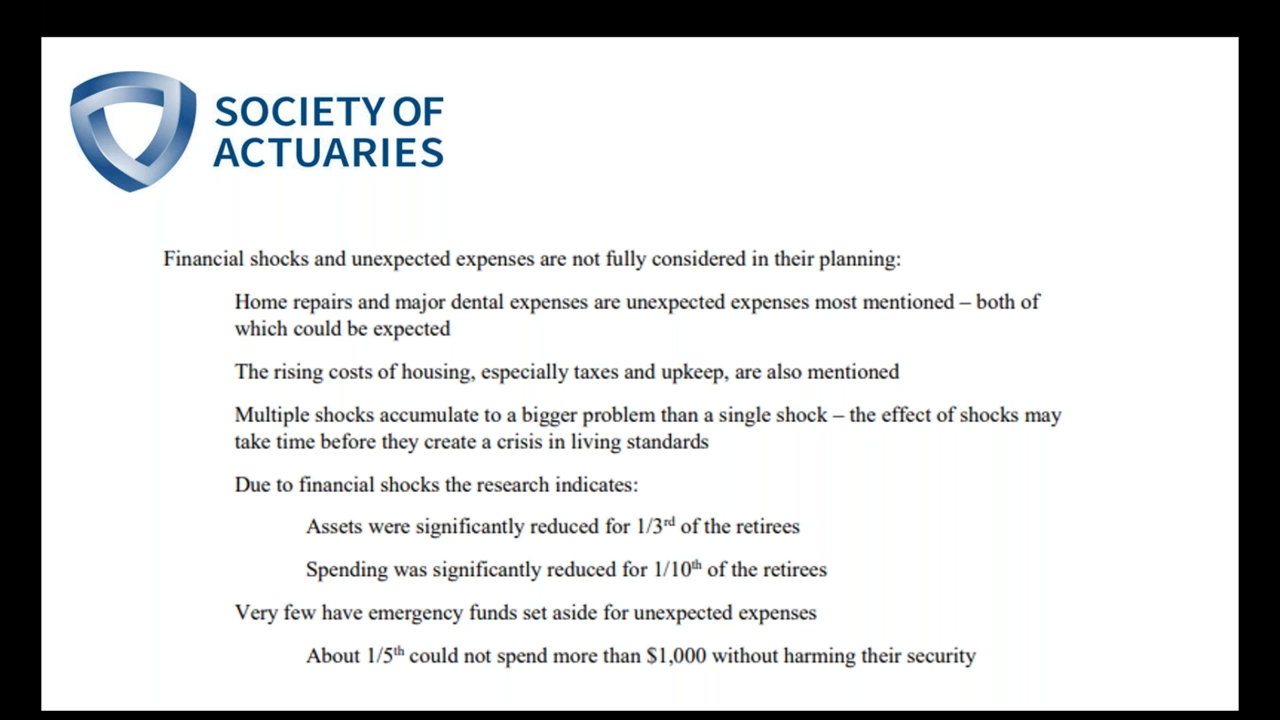 SOCIETY OF
ACTUARIES
Financial shocks and unexpected expenses are not fully considered in their planning:
Home repairs and major dental expenses are unexpected expenses most mentioned – both of
which could be expected
The rising costs of housing, especially taxes and upkeep, are also mentioned
Multiple shocks accumulate to a bigger problem than a single shock – the effect of shocks may
take time before they create a crisis in living standards
Due to financial shocks the research indicates:
Assets were significantly reduced for 1/3rd of the retirees
Spending was significantly reduced for 1/10th of the retirees
Very few have emergency funds set aside for unexpected expenses
About 1/5th could not spend more than $1,000 without harming their security